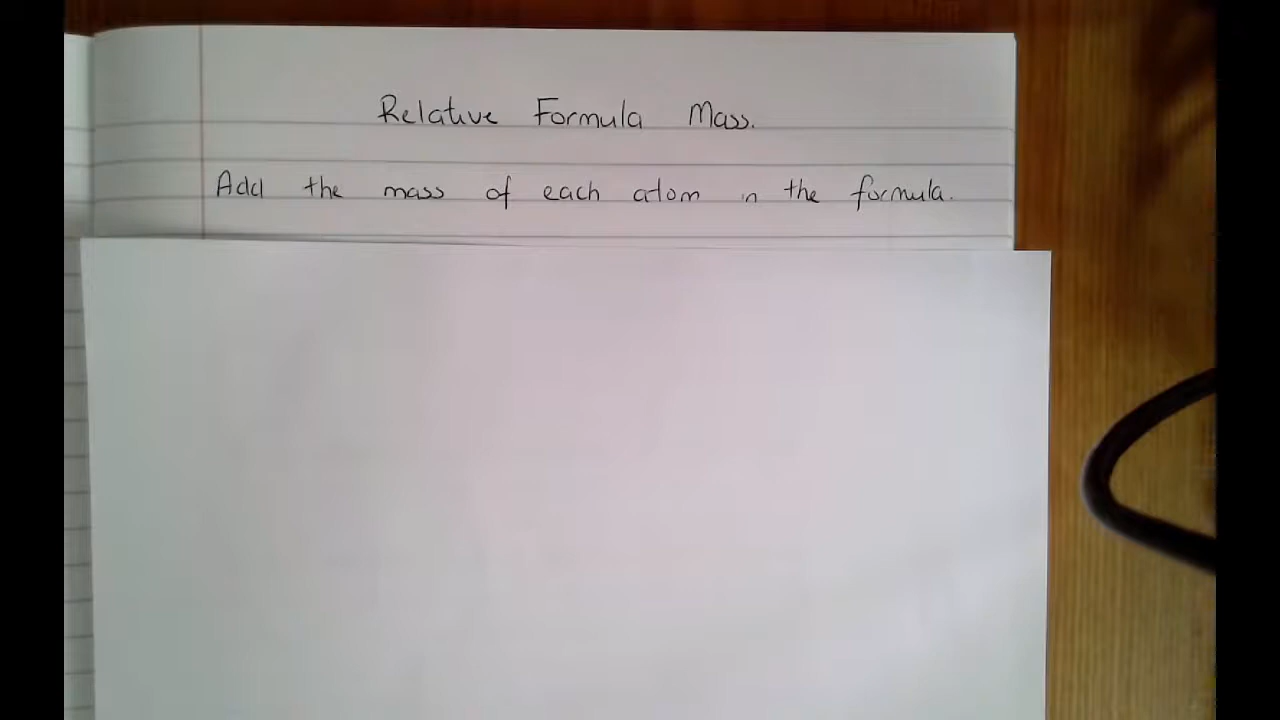 Relative Formula Mass.
Add the mass of each atom in the formula.